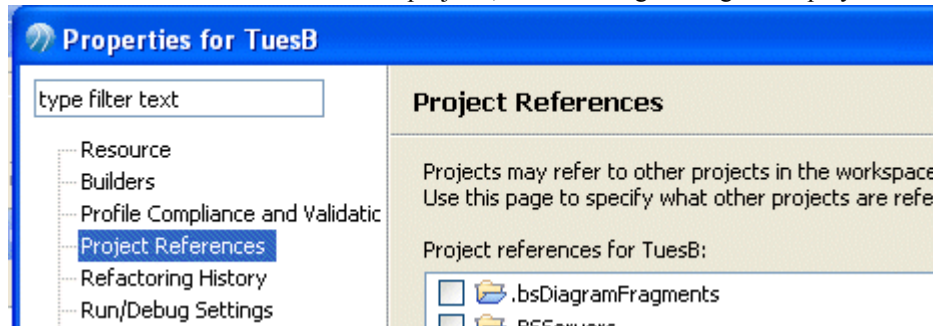 Properties for TuesB
type filter text
Resource
Builders
Profile Compliance and Validatic
Project References
Refactoring History
Run/Debug Settings
Project References
Projects may refer to other projects in the workspace
Use this page to specify what other projects are refe
Project references for TuesB:
.bsDiagramFragments